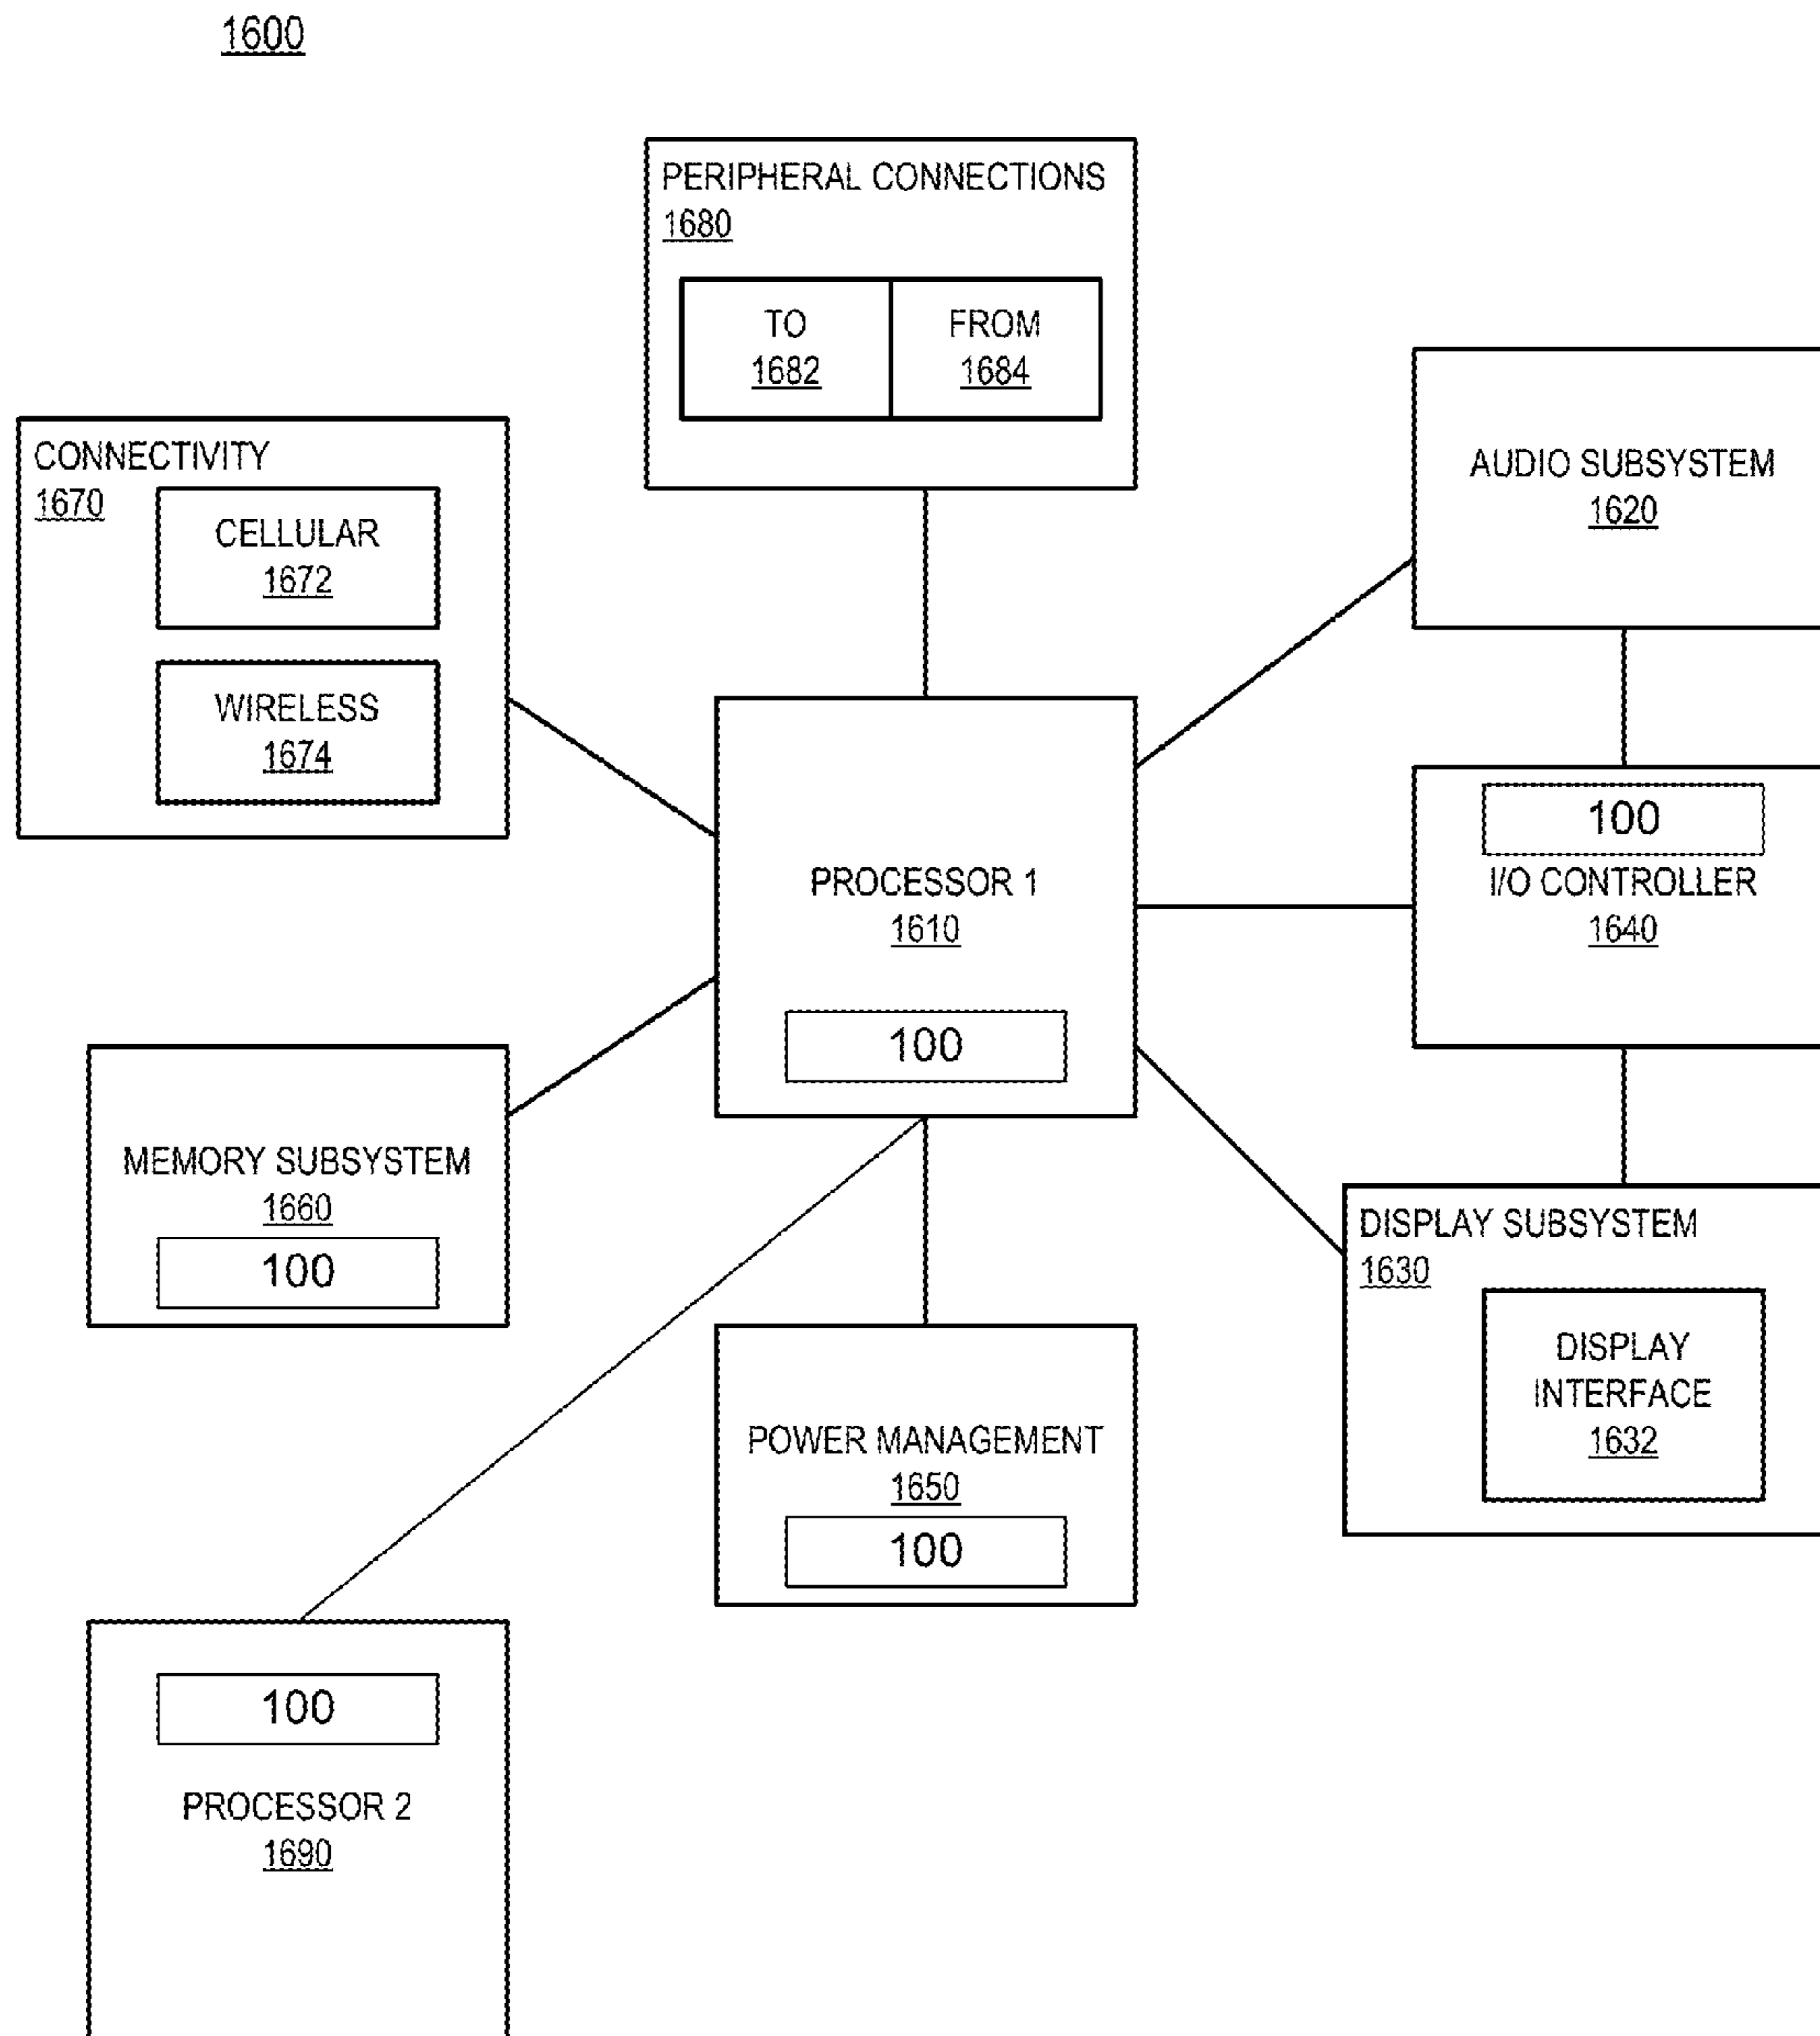 1600
PERIPHERAL CONNECTIONS
1680
TO
1682
FROM
1684
CONNECTIVITY
1670
CELLULAR
1672
WIRELESS
1674
AUDIO SUBSYSTEM
1620
PROCESSOR 1
1610
100
100
I/O CONTROLLER
1640
MEMORY SUBSYSTEM
1660
100
DISPLAY SUBSYSTEM
1630
DISPLAY
INTERFACE
1632
POWER MANAGEMENT
1650
100
100
PROCESSOR 2
1690